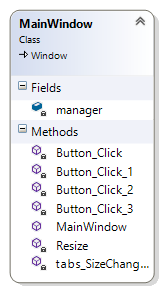 MainWindow
Class
Window
Fields
manager
Methods
Button_Click
Button_Click_1
Button_Click_2
Button_Click_3
MainWindow
Resize
tabs_SizeChang...